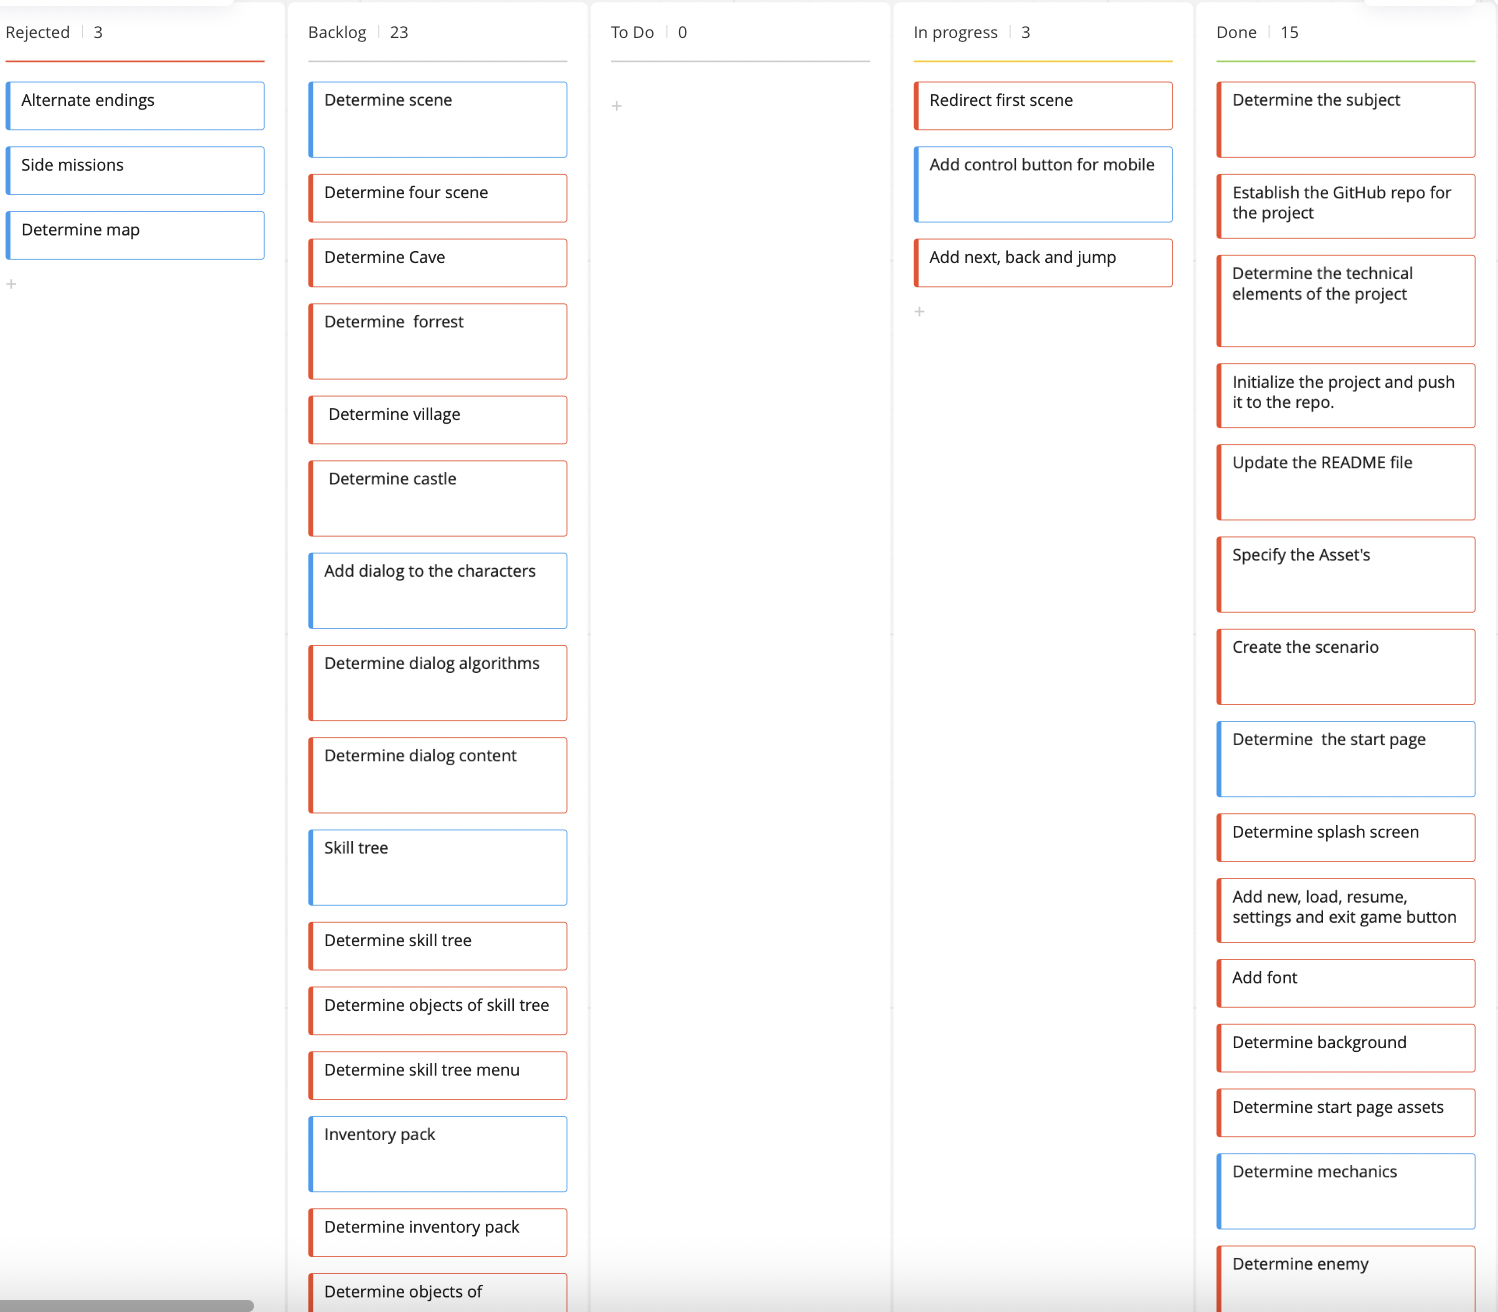 Rejected 3
Alternate endings
Side missions
Determine map
Backlog 23
Determine scene
Determine four scene
Determine Cave
Determine  forrest
Determine village
Determine castle
Add dialog to the characters
Determine dialog algorithms
Determine dialog content
Skill tree
Determine skill tree
Determine objects of skill tree
Determine skill tree menu
Inventory pack
Determine inventory pack
Determine objects of
To Do 0
+
In progress 3
Redirect first scene
Add control button for mobile
Add next, back and jump
+
Done 15
Determine the subject
Establish the GitHub repo for
the project
Determine the technical
elements of the project
Initialize the project and push
it to the repo.
Update the README file
Specify the Asset's
Create the scenario
Determine  the start page
Determine splash screen
Add new, load, resume,
settings and exit game button
Add font
Determine background
Determine start page assets
Determine mechanics
Determine enemy